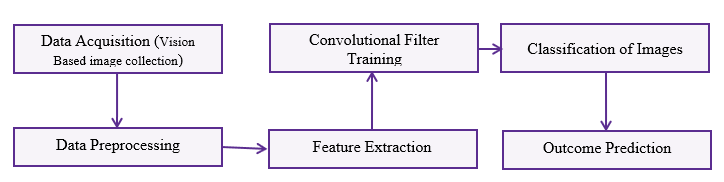 Data Acquisition (Vision
Based image collection)
Data Preprocessing
Feature Extraction
Convolutional Filter
Training
Classification of Images
Outcome Prediction